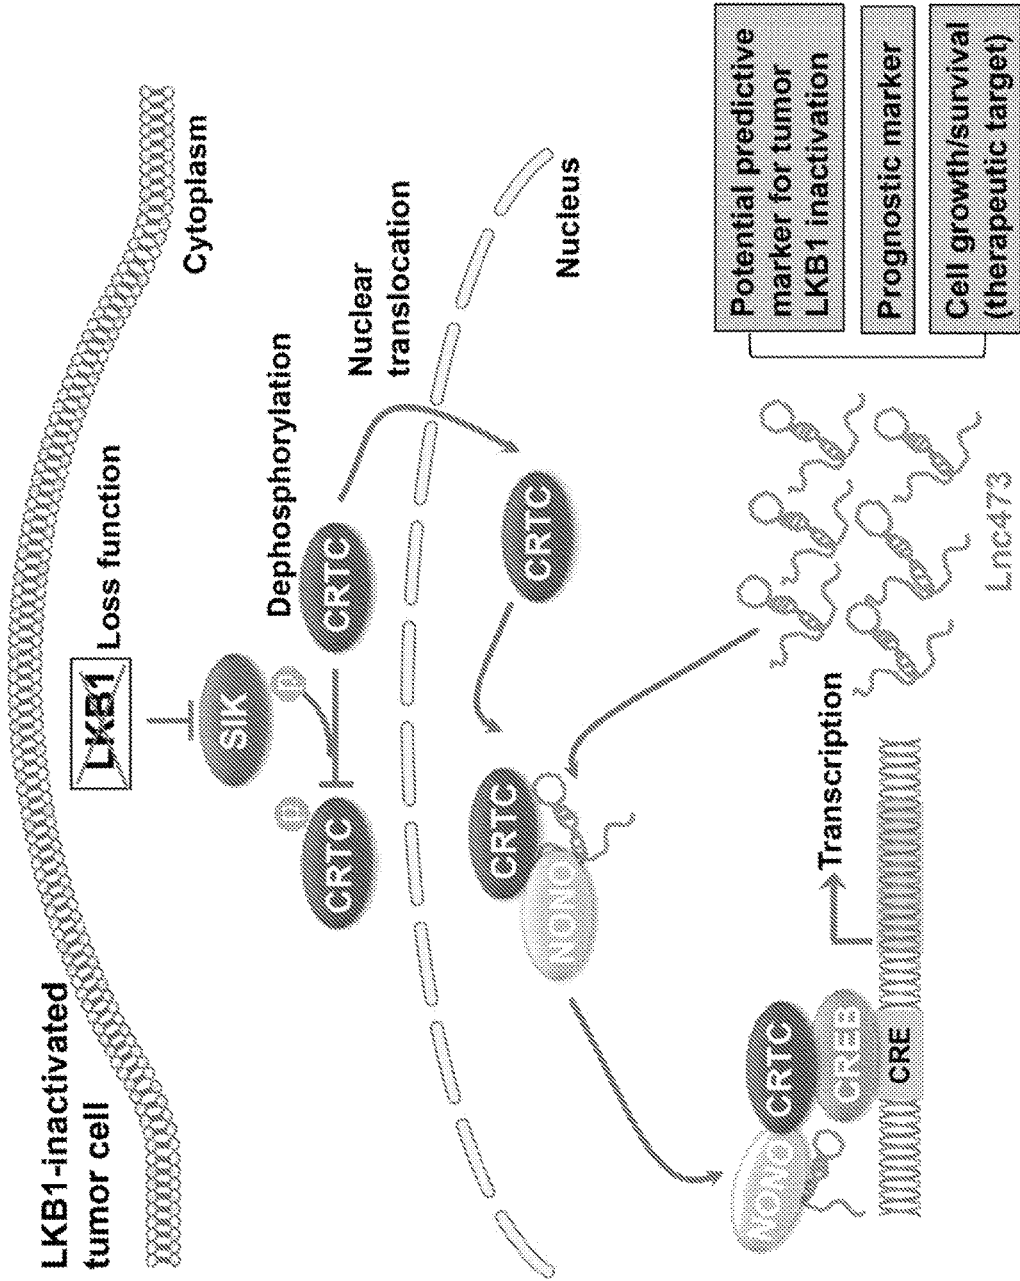 LKB1-inactivated
tumor cell
LKB1
Loss function
Cytoplasm
SIK
P
P
Dephosphorylation
CRTC
CRTC
Nuclear
translocation
Nucleus
CRTC
CRTC
NONO
NONO
CRTC
CREB
CRE
Transcription
Lnc473
Potential predictive
marker for tumor
LKB1 inactivation
Prognostic marker
Cell growth/survival
(therapeutic target)